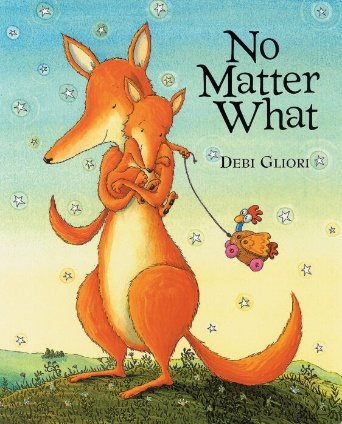 No
Matter
What
DEBI GLIORI